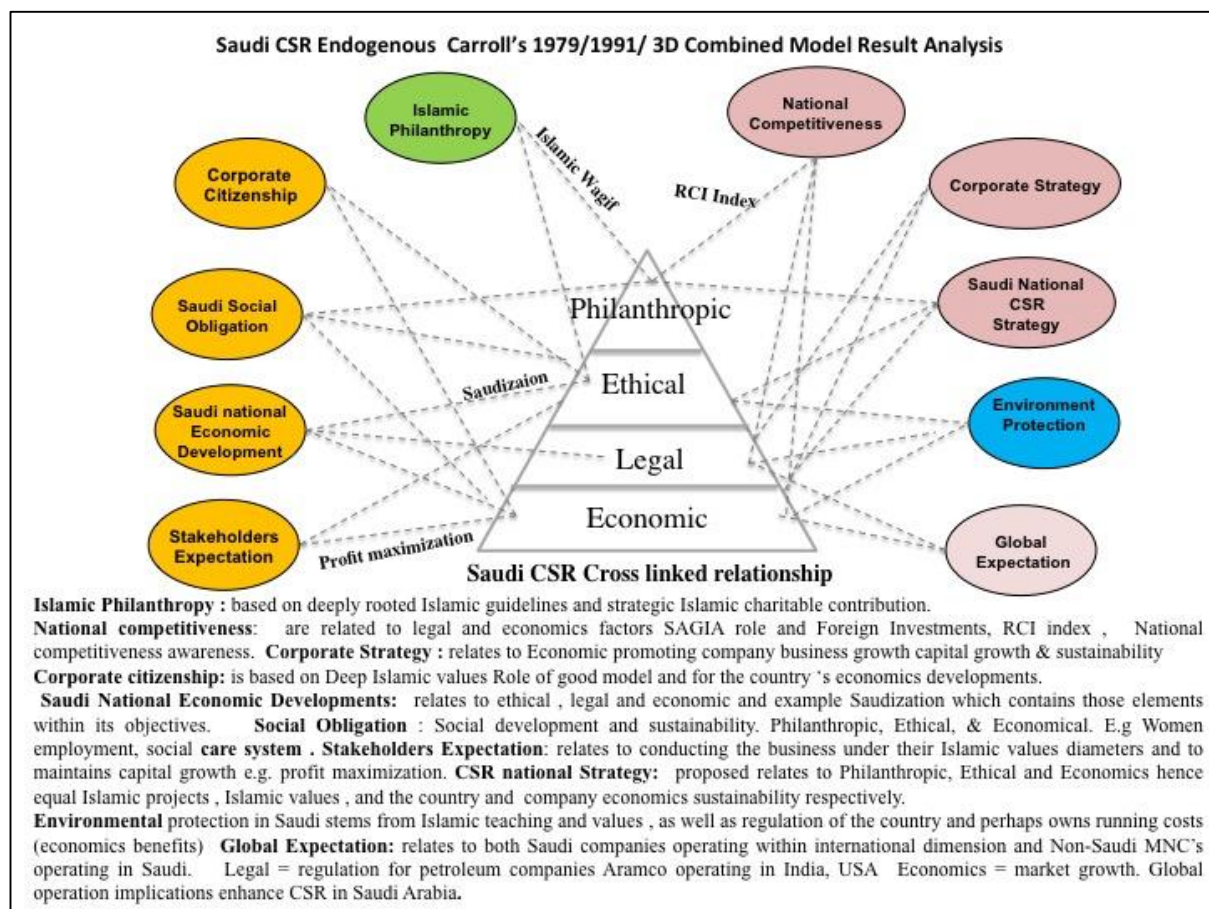 Saudi CSR Endogenous Carroll's 1979/1991/ 3D Combined Model Result Analysis
Islamic
Philanthropy
National
Competitiveness
Corporate
Citizenship
Islamic Wagif
RCI Index
Corporate Strategy
Saudi Social
Obligation
Philanthropic
Saudi National
CSR
Strategy
Saudizaion
Ethical
Saudi national
Economic
Development
Environment
Protection
Legal
Stakeholders
Expectation
Profit maximization
Economic
Global
Expectation
Saudi CSR Cross linked relationship
Islamic Philanthropy : based on deeply rooted Islamic guidelines and strategic Islamic charitable contribution.
National competitiveness: are related to legal and economics factors SAGIA role and Foreign Investments, RCI index , National
competitiveness awareness. Corporate Strategy : relates to Economic promoting company business growth capital growth & sustainability
Corporate citizenship: is based on Deep Islamic values Role of good model and for the country 's economics developments.
Saudi National Economic Developments: relates to ethical , legal and economic and example Saudization which contains those elements
within its objectives. Social Obligation : Social development and sustainability. Philanthropic, Ethical, & Economical. E.g Women
employment, social care system . Stakeholders Expectation: relates to conducting the business under their Islamic values diameters and to
maintains capital growth e.g. profit maximization. CSR national Strategy: proposed relates to Philanthropic, Ethical and Economics hence
equal Islamic projects , Islamic values , and the country and company economics sustainability respectively.
Environmental protection in Saudi stems from Islamic teaching and values , as well as regulation of the country and perhaps owns running costs
(economics benefits) Global Expectation: relates to both Saudi companies operating within international dimension and Non-Saudi MNC's
operating in Saudi. Legal = regulation for petroleum companies Aramco operating in India, USA Economics = market growth. Global
operation implications enhance CSR in Saudi Arabia.